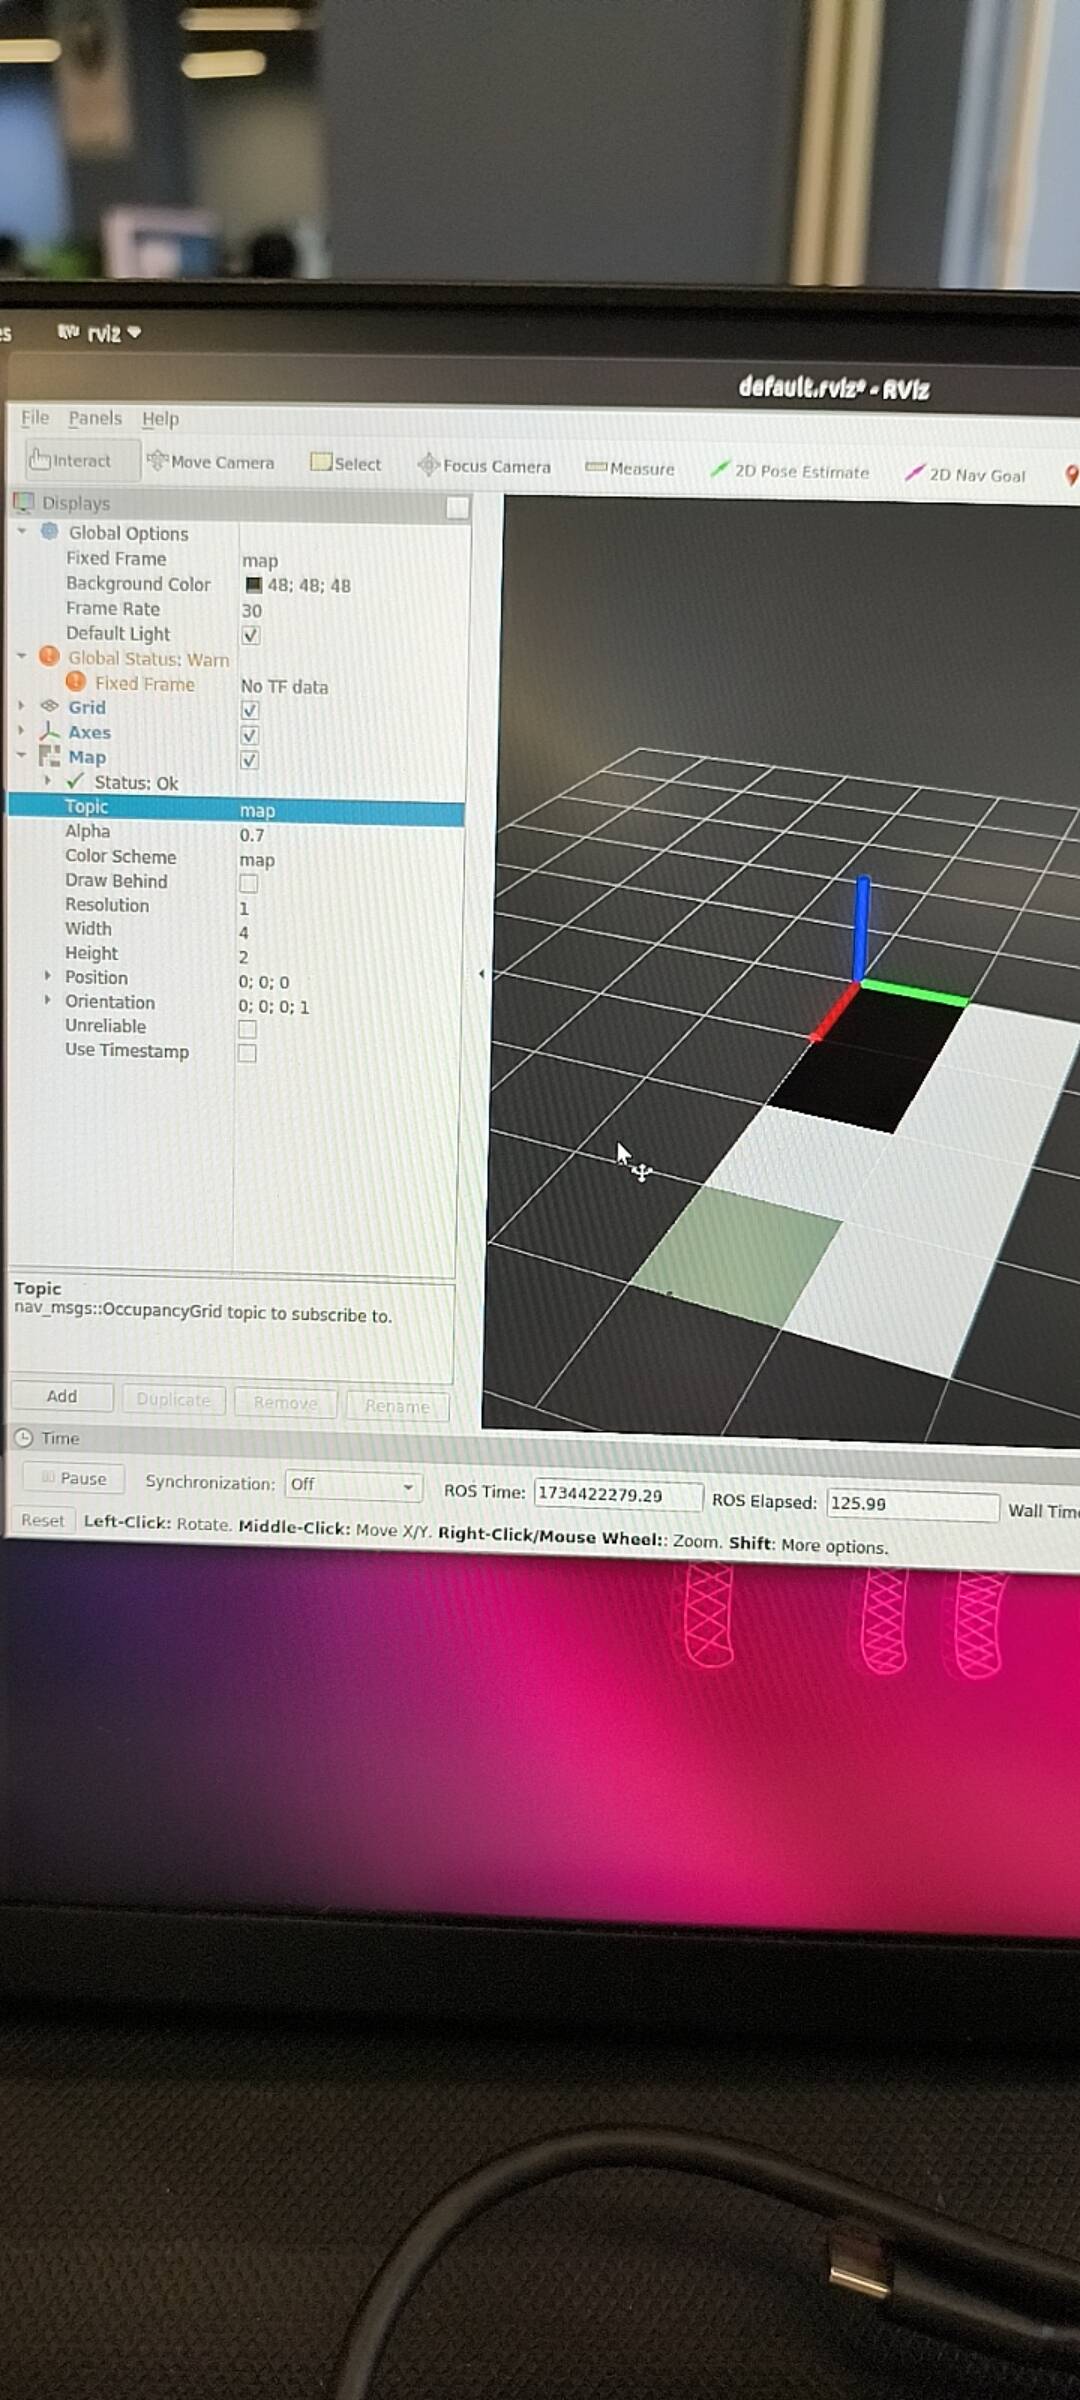 es rviz
default.rviz* - RViz
File Panels Help
Interact Move Camera Select Focus Camera Measure 2D Pose Estimate 2D Nav Goal
Displays
Global Options
Fixed Frame map
Background Color 48; 48; 48
Frame Rate 30
Default Light
Global Status: Warn
Fixed Frame No TF data
Grid
Axes
Map
Status: Ok
Topic map
Alpha 0.7
Color Scheme map
Draw Behind
Resolution 1
Width 4
Height 2
Position 0; 0; 0
Orientation 0; 0; 0; 1
Unreliable
Use Timestamp
Topic
nav_msgs::OccupancyGrid topic to subscribe to.
Add Duplicate Remove Rename
Time
Pause Synchronization: Off ROS Time: 1734422279.29 ROS Elapsed: 125.99 Wall Time
Reset Left-Click: Rotate. Middle-Click: Move X/Y. Right-Click/Mouse Wheel:: Zoom. Shift: More options.